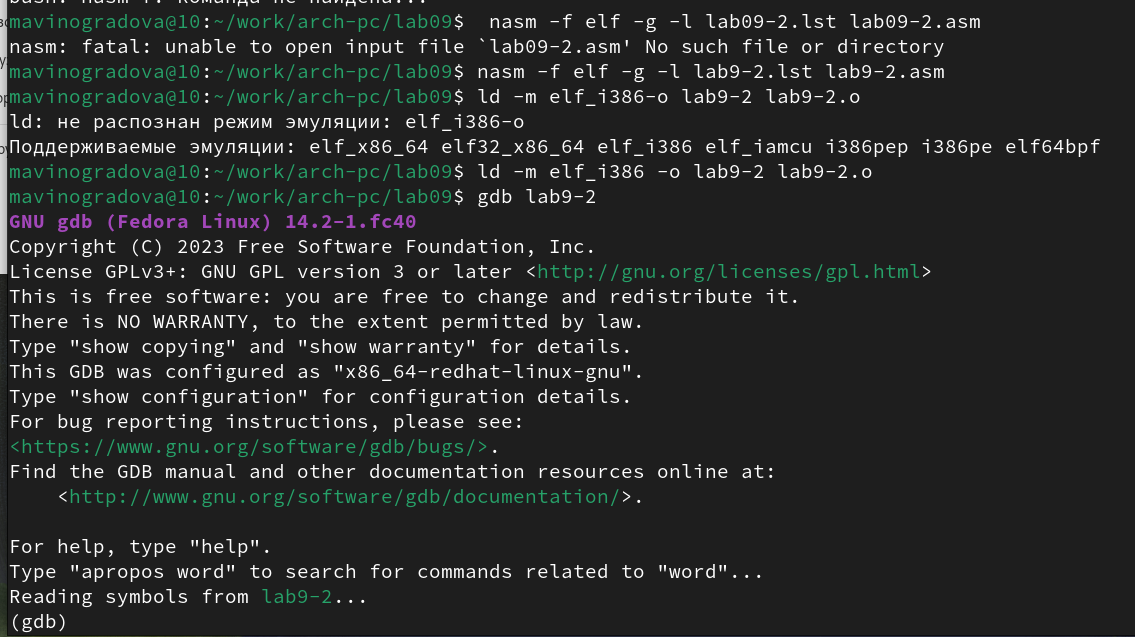 mavinogradova@10:~/work/arch-pc/lab09$  nasm -f elf -g -l lab09-2.lst lab09-2.asm
nasm: fatal: unable to open input file `lab09-2.asm' No such file or directory
mavinogradova@10:~/work/arch-pc/lab09$ nasm -f elf -g -l lab9-2.lst lab9-2.asm
mavinogradova@10:~/work/arch-pc/lab09$ ld -m elf_i386-o lab9-2 lab9-2.o
ld: не распознан режим эмуляции: elf_i386-o
Поддерживаемые эмуляции: elf_x86_64 elf32_x86_64 elf_i386 elf_iamcu i386pep i386pe elf64bpf
mavinogradova@10:~/work/arch-pc/lab09$ ld -m elf_i386 -o lab9-2 lab9-2.o
mavinogradova@10:~/work/arch-pc/lab09$ gdb lab9-2
GNU gdb (Fedora Linux) 14.2-1.fc40
Copyright (C) 2023 Free Software Foundation, Inc.
License GPLv3+: GNU GPL version 3 or later <http://gnu.org/licenses/gpl.html>
This is free software: you are free to change and redistribute it.
There is NO WARRANTY, to the extent permitted by law.
Type "show copying" and "show warranty" for details.
This GDB was configured as "x86_64-redhat-linux-gnu".
Type "show configuration" for configuration details.
For bug reporting instructions, please see:
<https://www.gnu.org/software/gdb/bugs/>.
Find the GDB manual and other documentation resources online at:
    <http://www.gnu.org/software/gdb/documentation/>.
For help, type "help".
Type "apropos word" to search for commands related to "word"...
Reading symbols from lab9-2...
(gdb)